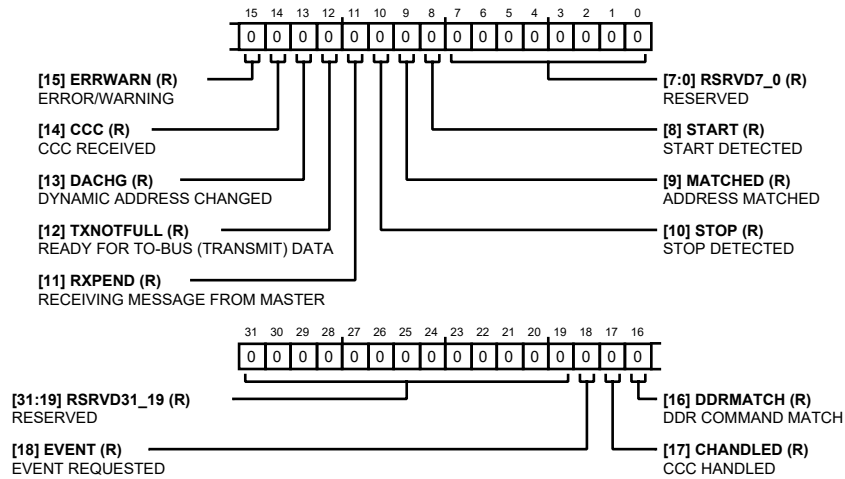 15 14 13 12 11 10 9 8 7 6 5 4 3 2 1 0
0 0 0 0 0 0 0 0 0 0 0 0 0 0 0 0
[15] ERRWARN (R)
ERROR/WARNING
[14] CCC (R)
CCC RECEIVED
[13] DACHG (R)
DYNAMIC ADDRESS CHANGED
[12] TXNOTFULL (R)
READY FOR TO-BUS (TRANSMIT) DATA
[11] RXPEND (R)
RECEIVING MESSAGE FROM MASTER
[7:0] RSRVD7_0 (R)
RESERVED
[8] START (R)
START DETECTED
[9] MATCHED (R)
ADDRESS MATCHED
[10] STOP (R)
STOP DETECTED
31 30 29 28 27 26 25 24 23 22 21 20 19 18 17 16
0 0 0 0 0 0 0 0 0 0 0 0 0 0 0 0
[31:19] RSRVD31_19 (R)
RESERVED
[18] EVENT (R)
EVENT REQUESTED
[16] DDRMATCH (R)
DDR COMMAND MATCH
[17] CHANDLED (R)
CCC HANDLED